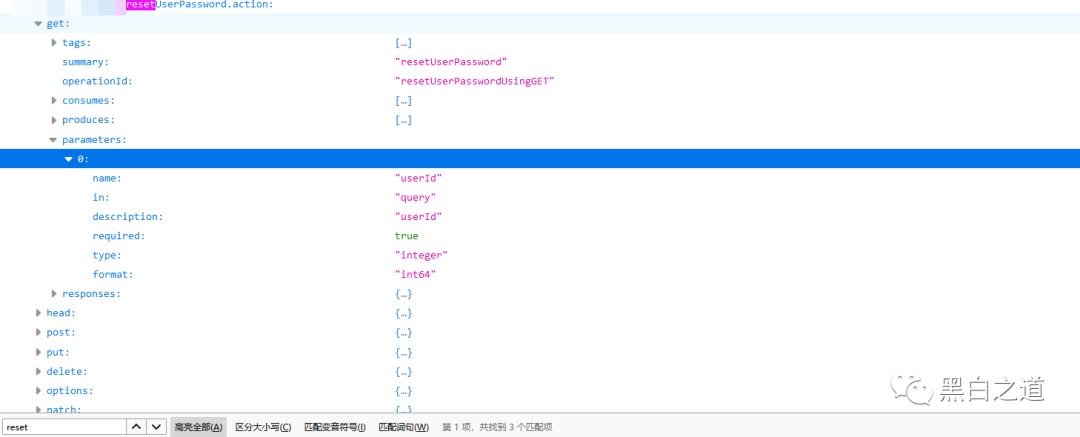 resetUserPassword.action:
get:
tags: […]
summary: "resetUserPassword"
operationId: "resetUserPasswordUsingGET"
consumes: […]
produces: […]
parameters:
0:
name: "userId"
in: "query"
description: "userId"
required: true
type: "integer"
format: "int64"
responses: {…}
head: {…}
post: {…}
put: {…}
delete: {…}
options: {…}
patch: {…}
黑白之道
reset 高亮全部(A) 区分大小写(C) 匹配变音符号(I) 匹配词句(W) 第 1 项，共找到 3 个匹配项